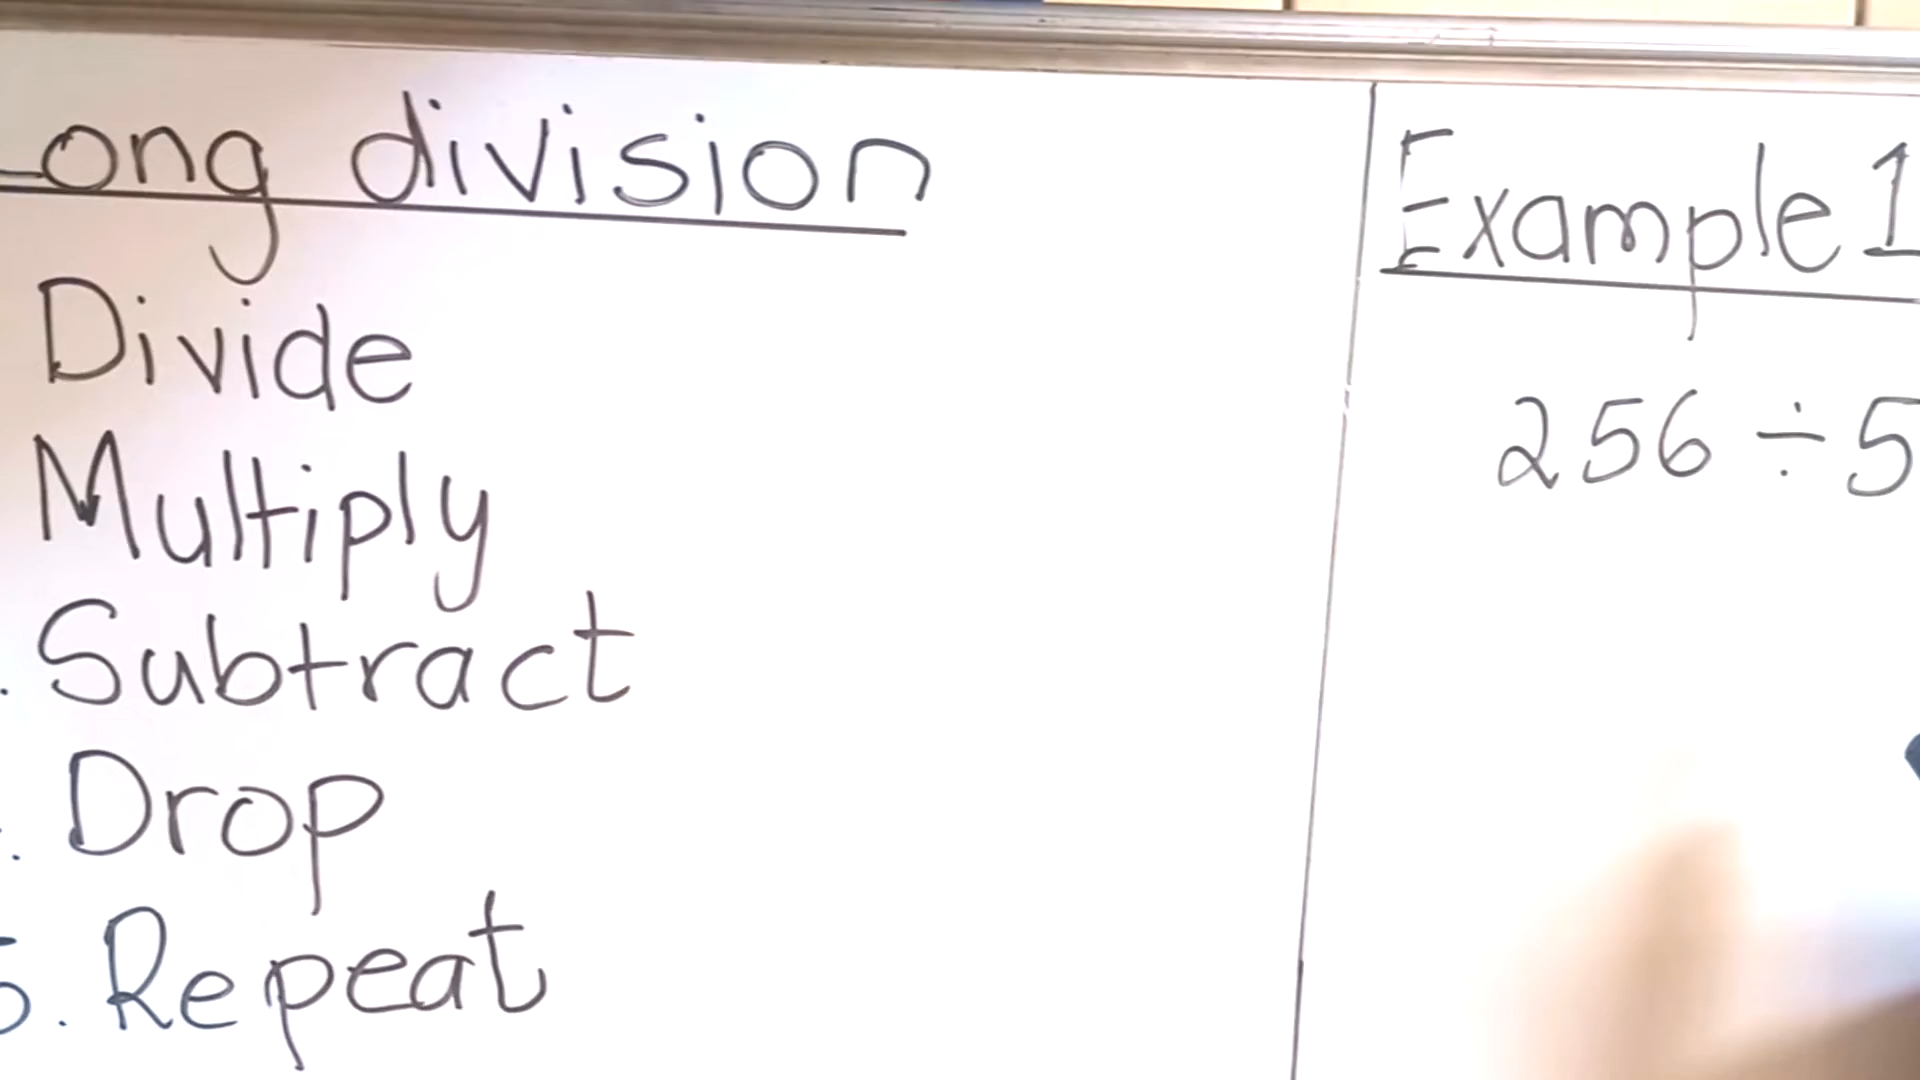 Long division
Divide
Multiply
Subtract
Drop
5. Repeat
Example 1
256 ÷ 5